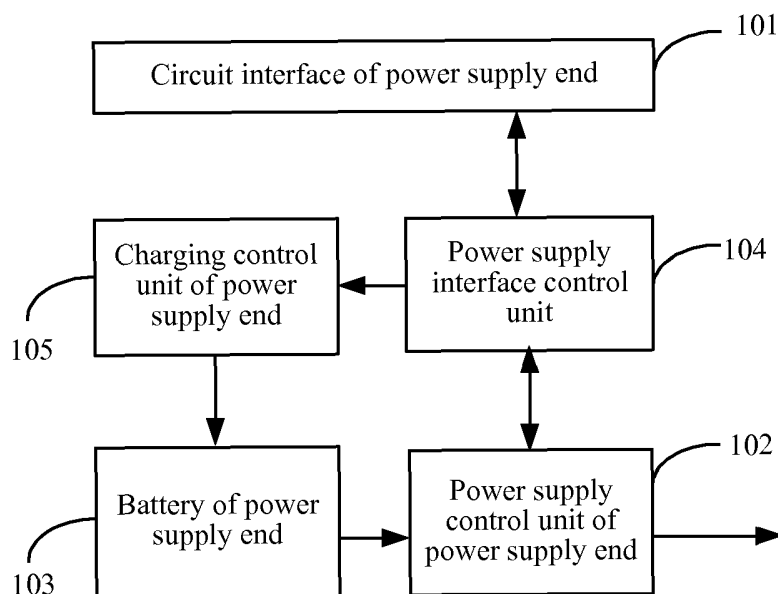 101
Circuit interface of power supply end
Charging control
unit of power
supply end
105
Power supply
interface control
unit
104
Battery of power
supply end
103
Power supply
control unit of
power supply end
102